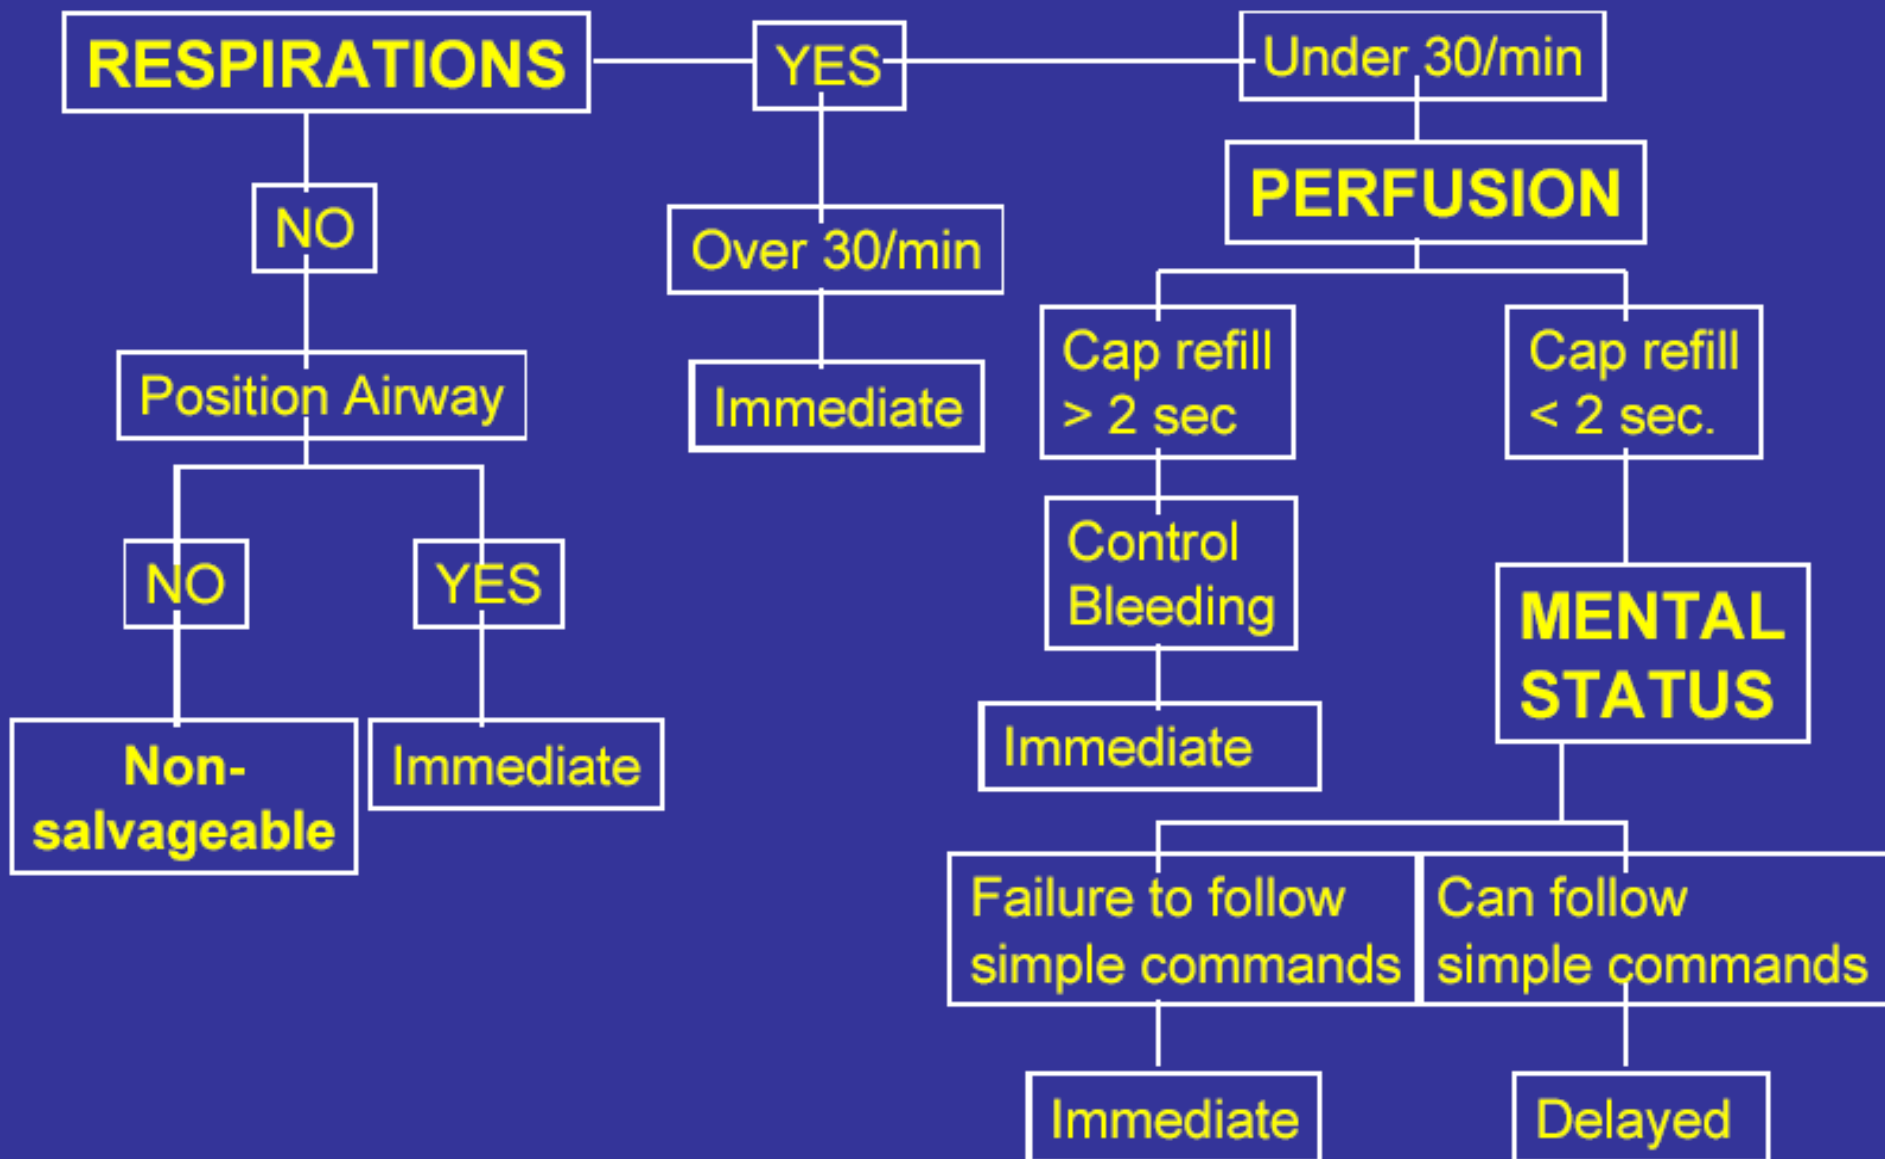 RESPIRATIONS
YES
Under 30/min
PERFUSION
NO
Over 30/min
Cap refill
> 2 sec
Cap refill
< 2 sec.
Position Airway
Immediate
Control
Bleeding
NO
YES
MENTAL
STATUS
Non-
salvageable
Immediate
Immediate
Failure to follow
simple commands
Can follow
simple commands
Immediate
Delayed